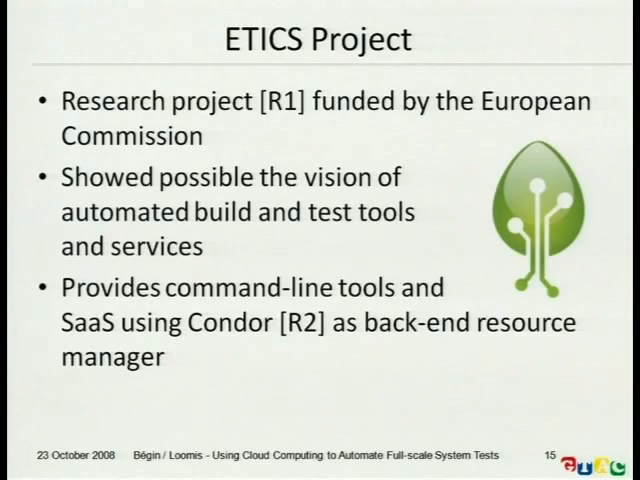 ETICS Project
• Research project [R1] funded by the European
Commission
• Showed possible the vision of
automated build and test tools
and services
• Provides command-line tools and
SaaS using Condor [R2] as back-end resource
manager
23 October 2008 Bégin / Loomis - Using Cloud Computing to Automate Full-scale System Tests 15
GTAC